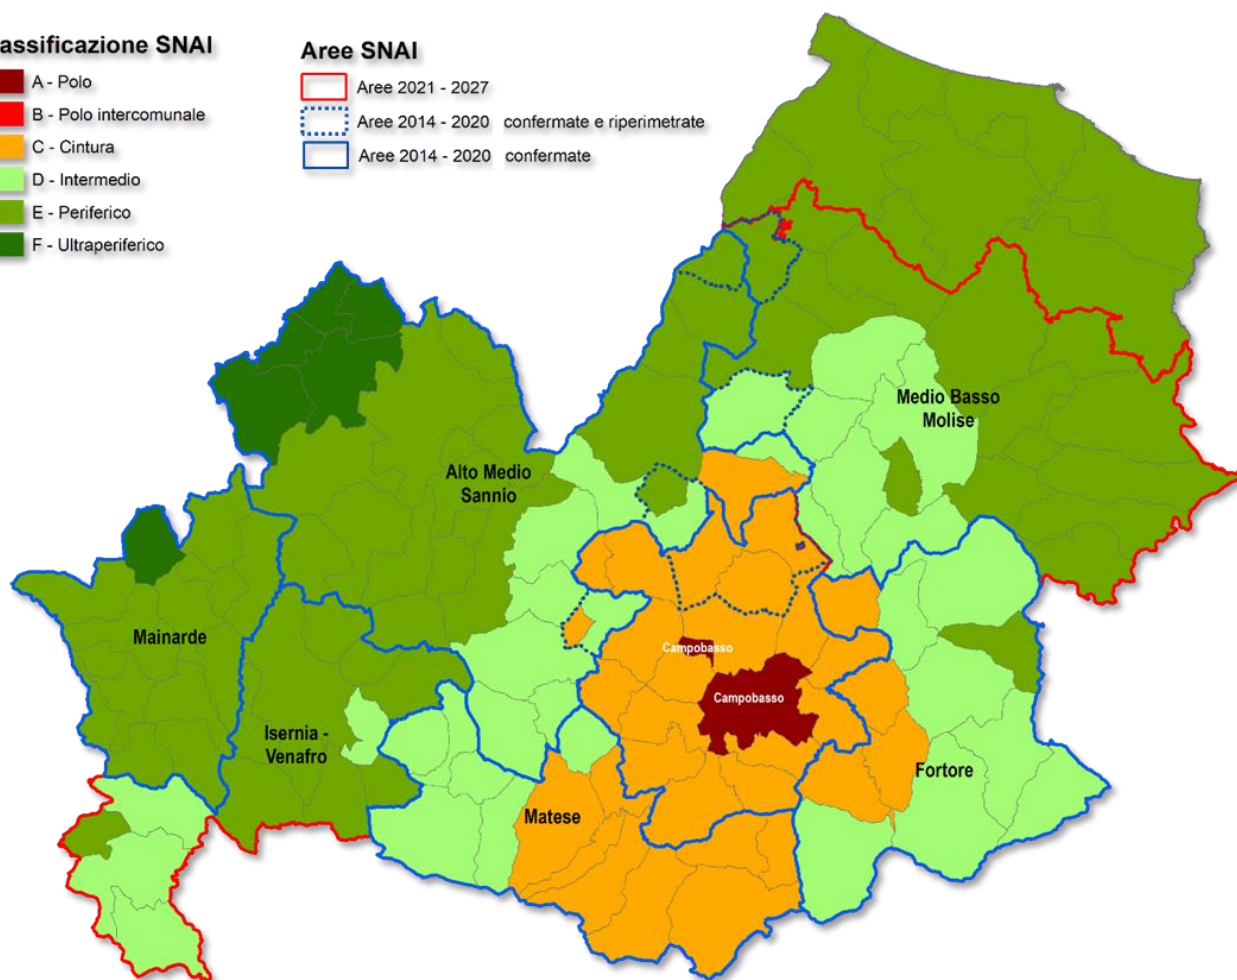 assificazione SNAI
A - Polo
B - Polo intercomunale
C - Cintura
D - Intermedio
E - Periferico
F - Ultraperiferico
Aree SNAI
Aree 2021 - 2027
Aree 2014 - 2020 confermate e riperimetrate
Aree 2014 - 2020 confermate
Medio Basso
Molise
Alto Medio
Sannio
Mainarde
Campobasso
Campobasso
Isernia -
Venafro
Fortore
Matese